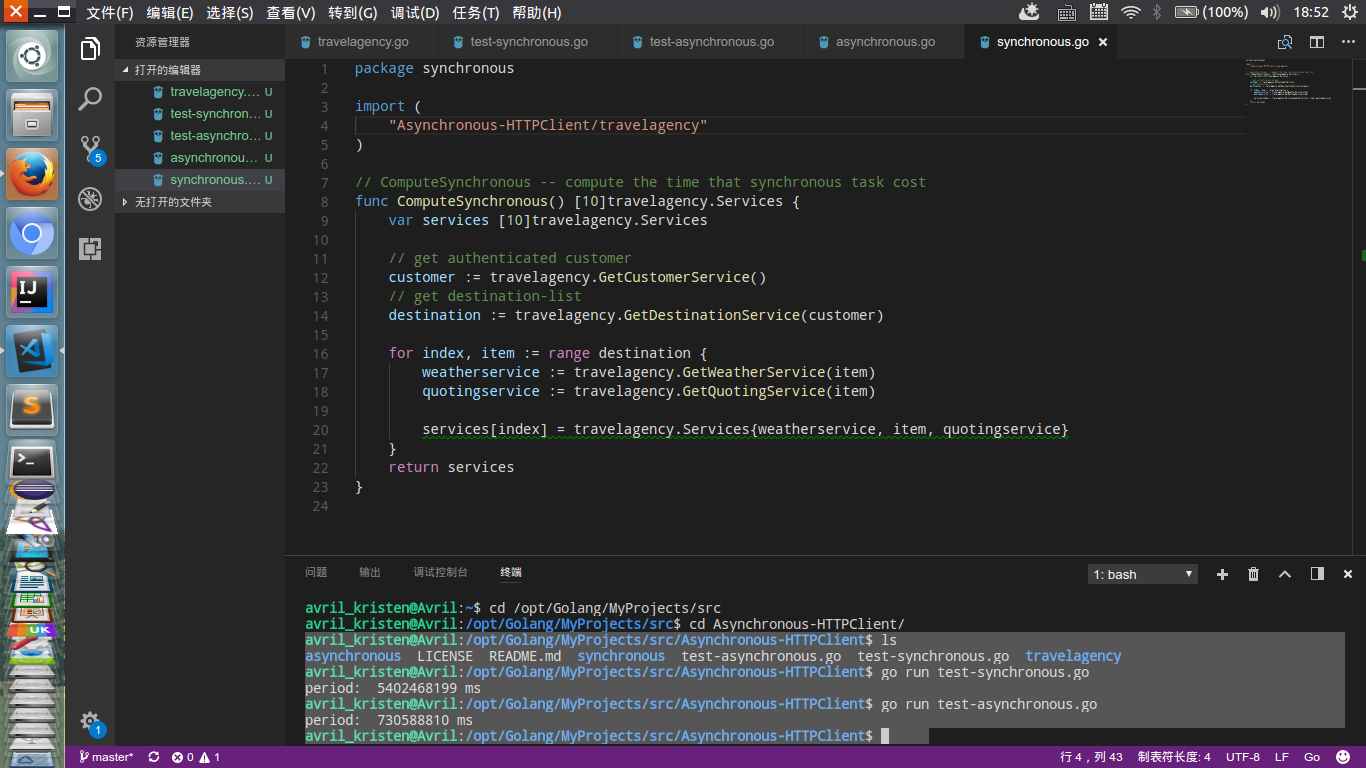 文件(F) 编辑(E) 选择(S) 查看(V) 转到(G) 调试(D) 任务(T) 帮助(H) (100%) 18:52
资源管理器
打开的编辑器
travelagency.... U
test-synchron... U
test-asynchro... U
asynchronou... U
synchronous.... U
无打开的文件夹
5
1
IJ
UK
travelagency.go test-synchronous.go test-asynchronous.go asynchronous.go synchronous.go
1 package synchronous
2
3 import (
4 "Asynchronous-HTTPClient/travelagency"
5 )
6
7 // ComputeSynchronous -- compute the time that synchronous task cost
8 func ComputeSynchronous() [10]travelagency.Services {
9 var services [10]travelagency.Services
10
11 // get authenticated customer
12 customer := travelagency.GetCustomerService()
13 // get destination-list
14 destination := travelagency.GetDestinationService(customer)
15
16 for index, item := range destination {
17 weatherservice := travelagency.GetWeatherService(item)
18 quotingservice := travelagency.GetQuotingService(item)
19
20 services[index] = travelagency.Services{weatherservice, item, quotingservice}
21 }
22 return services
23 }
24
问题 输出 调试控制台 终端 1: bash
avril_kristen@Avril:~$ cd /opt/Golang/MyProjects/src
avril_kristen@Avril:/opt/Golang/MyProjects/src$ cd Asynchronous-HTTPClient/
avril_kristen@Avril:/opt/Golang/MyProjects/src/Asynchronous-HTTPClient$ ls
asynchronous LICENSE README.md synchronous test-asynchronous.go test-synchronous.go travelagency
avril_kristen@Avril:/opt/Golang/MyProjects/src/Asynchronous-HTTPClient$ go run test-synchronous.go
period: 5402468199 ms
avril_kristen@Avril:/opt/Golang/MyProjects/src/Asynchronous-HTTPClient$ go run test-asynchronous.go
period: 730588810 ms
avril_kristen@Avril:/opt/Golang/MyProjects/src/Asynchronous-HTTPClient$
master* 0 1 行 4，列 43 制表符长度: 4 UTF-8 LF Go